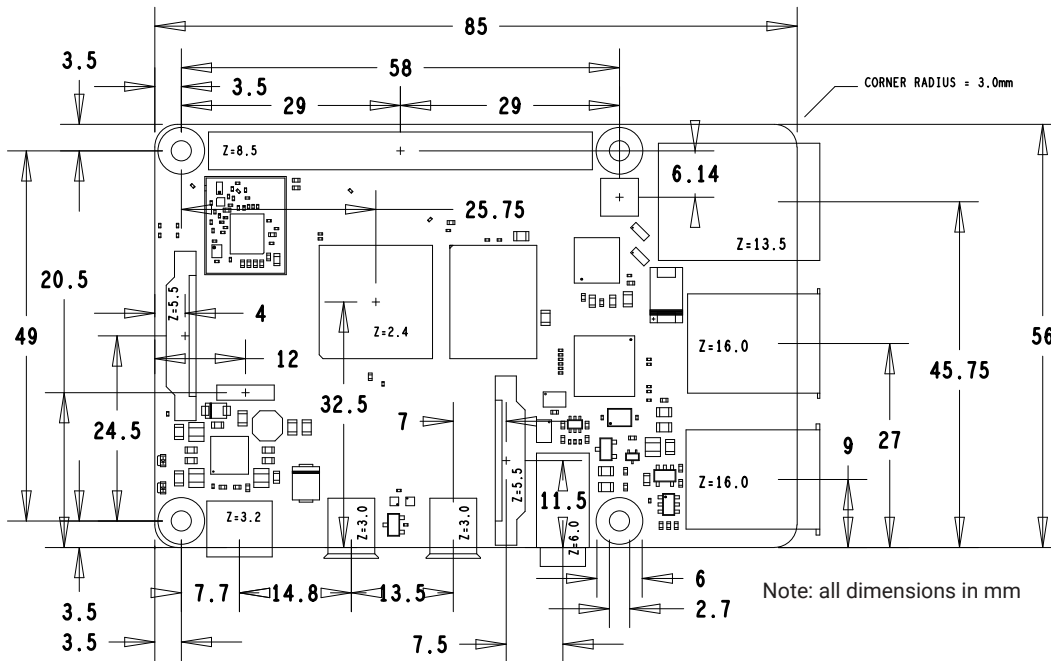 85
3.5
58
3.5
CORNER RADIUS = 3.0mm
29
29
Z=8.5
6.14
25.75
Z=13.5
20.5
Z=5.5
4
49
Z=2.4
56
Z=16.0
12
45.75
32.5
7
24.5
27
9
Z=5.5
Z=16.0
11.5
Z=3.2
Z=3.0
Z=3.0
Z=6.0
7.7
14.8
13.5
6
Note: all dimensions in mm
3.5
2.7
3.5
7.5